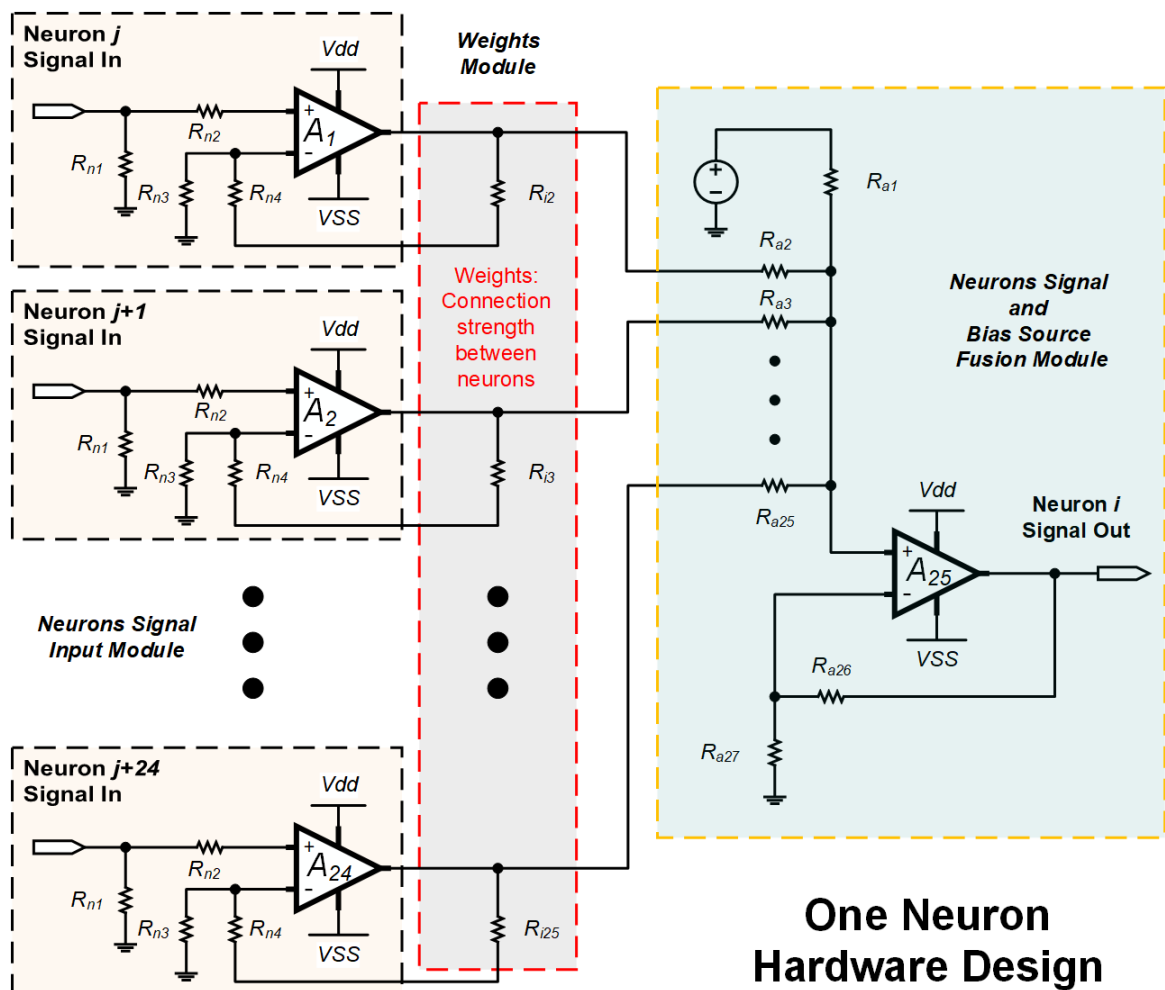 Neuron j
Signal In
Vdd
+
A1
-
Rn2
Rn1
Rn3
Rn4
VSS
Weights
Module
Ri2
Weights:
Connection
strength
between
neurons
Neuron j+1
Signal In
Vdd
+
A2
-
Rn2
Rn1
Rn3
Rn4
VSS
Ri3
Neurons Signal
Input Module
Neuron j+24
Signal In
Vdd
+
A24
-
Rn2
Rn1
Rn3
Rn4
VSS
Ri25
+
-
Ra1
Ra2
Ra3
Neurons Signal
and
Bias Source
Fusion Module
Ra25
Vdd
+
A25
-
VSS
Neuron i
Signal Out
Ra26
Ra27
One Neuron
Hardware Design